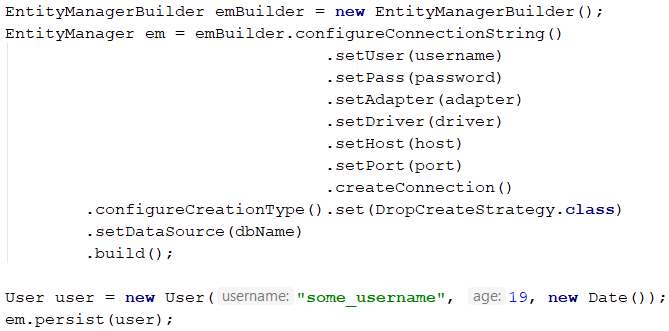 EntityManagerBuilder emBuilder = new EntityManagerBuilder();
EntityManager em = emBuilder.configureConnectionString()
.setUser(username)
.setPass(password)
.setAdapter(adapter)
.setDriver(driver)
.setHost(host)
.setPort(port)
.createConnection()
.configureCreationType().set(DropCreateStrategy.class)
.setDataSource(dbName)
.build();
User user = new User( username: "some_username", age: 19, new Date());
em.persist(user);